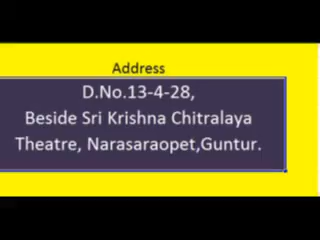 Address
D.No.13-4-28,
Beside Sri Krishna Chitralaya
Theatre, Narasaraopet,Guntur.